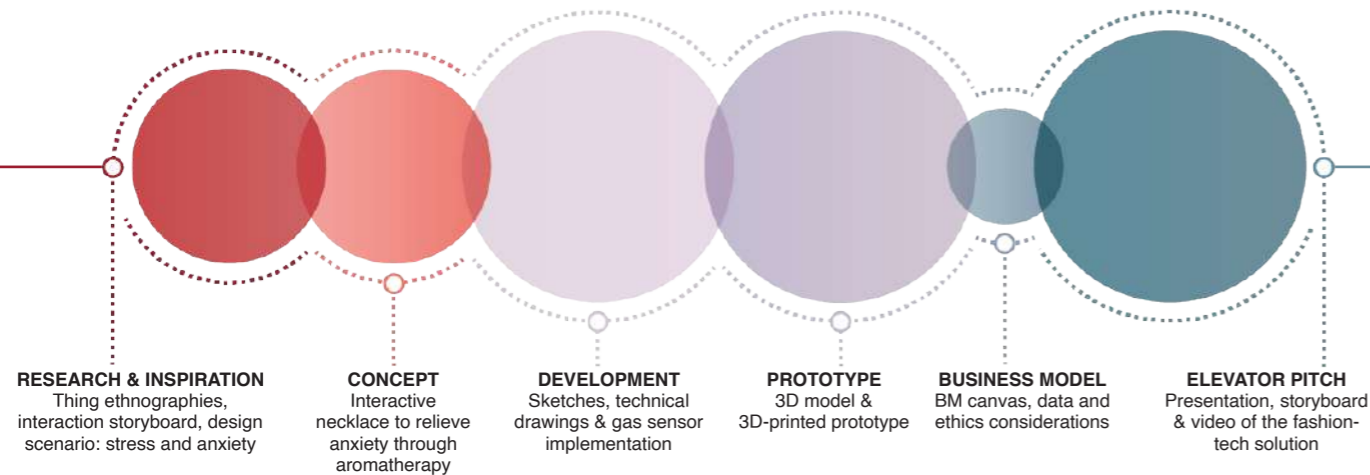 RESEARCH & INSPIRATION
Thing ethnographies,
interaction storyboard, design
scenario: stress and anxiety
CONCEPT
Interactive
necklace to relieve
anxiety through
aromatherapy
DEVELOPMENT
Sketches, technical
drawings & gas sensor
implementation
PROTOTYPE
3D model &
3D-printed prototype
BUSINESS MODEL
BM canvas, data and
ethics considerations
ELEVATOR PITCH
Presentation, storyboard
& video of the fashion-
tech solution